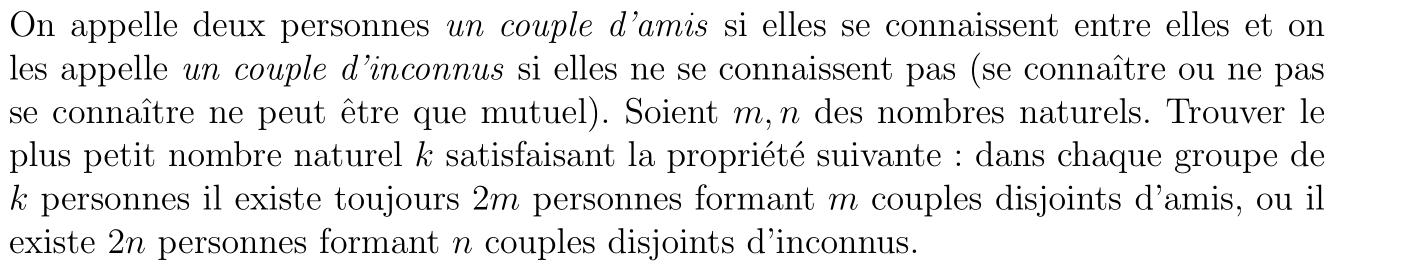 On appelle deux personnes un couple d'amis si elles se connaissent entre elles et on
les appelle un couple d'inconnus si elles ne se connaissent pas (se connaître ou ne pas
se connaître ne peut être que mutuel). Soient m, n des nombres naturels. Trouver le
plus petit nombre naturel k satisfaisant la propriété suivante : dans chaque groupe de
k personnes il existe toujours 2m personnes formant m couples disjoints d'amis, ou il
existe 2n personnes formant n couples disjoints d'inconnus.